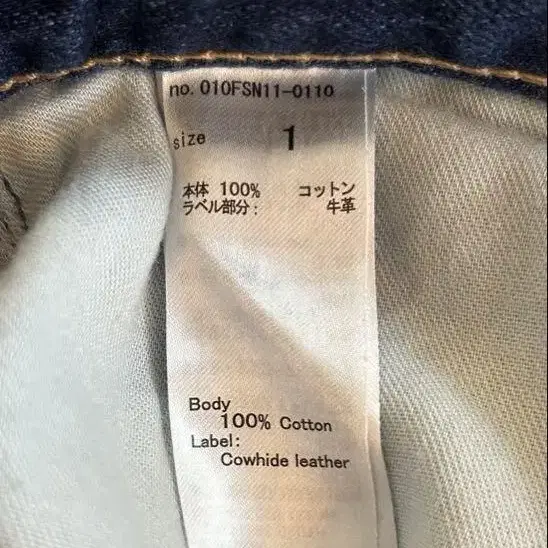 no. 010FSN11-0110
size 1
本体 100% コットン
ラベル部分: 牛革
Body
100% Cotton
Label:
Cowhide leather